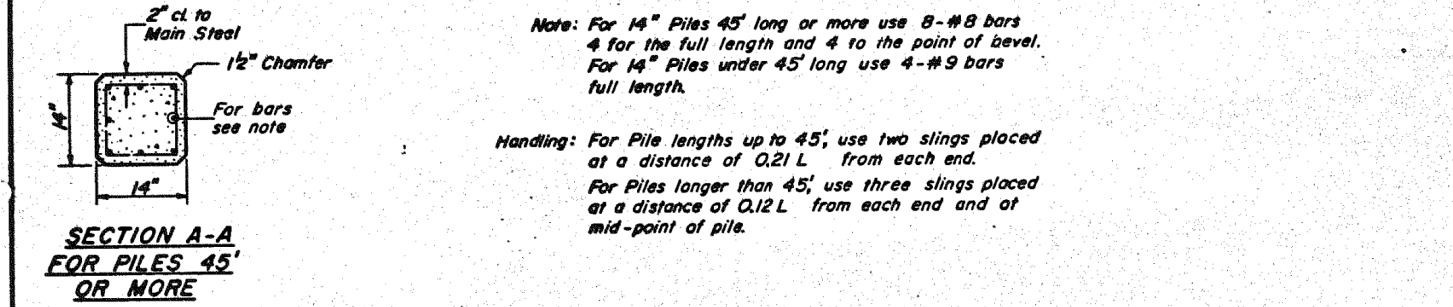 2" cl. to
Main Steel
1½" Chamfer
14"
For bars
see note
14"
SECTION A-A
FOR PILES 45'
OR MORE
Note: For 14" Piles 45' long or more use 8-#8 bars
4 for the full length and 4 to the point of bevel.
For 14" Piles under 45' long use 4-#9 bars
full length.
Handling: For Pile lengths up to 45', use two slings placed
at a distance of 0.21 L from each end.
For Piles longer than 45', use three slings placed
at a distance of 0.12 L from each end and at
mid-point of pile.